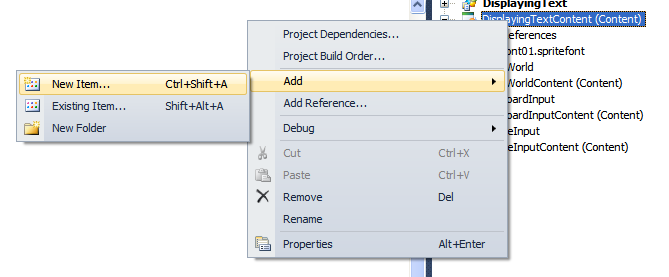 DisplayingText
DisplayingTextContent (Content)
Project Dependencies...
Project Build Order...
Add
Add Reference...
Debug
Cut Ctrl+X
Paste Ctrl+V
Remove Del
Rename
Properties Alt+Enter
New Item... Ctrl+Shift+A
Existing Item... Shift+Alt+A
New Folder
eferences
ont01.spritefont
World
WorldContent (Content)
oardInput
oardInputContent (Content)
eInput
eInputContent (Content)